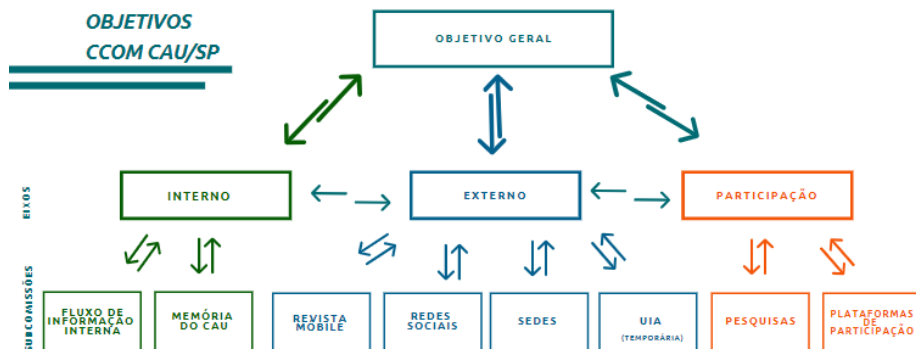 OBJETIVOS
CCOM CAU/SP
OBJETIVO GERAL
EIXOS
INTERNO
EXTERNO
PARTICIPAÇÃO
SUBCOMISSÕES
FLUXO DE
INFORMAÇÃO
INTERNA
MEMÓRIA
DO CAU
REVISTA
MOBILE
REDES
SOCIAIS
SEDES
UIA
(TEMPORÁRIA)
PESQUISAS
PLATAFORMAS
DE
PARTICIPAÇÃO